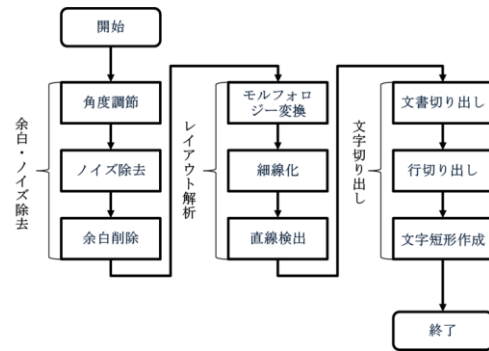 開始
余白・ノイズ除去
角度調節
ノイズ除去
余白削除
レイアウト解析
モルフォロ
ジー変換
細線化
直線検出
文字切り出し
文書切り出し
行切り出し
文字短形作成
終了